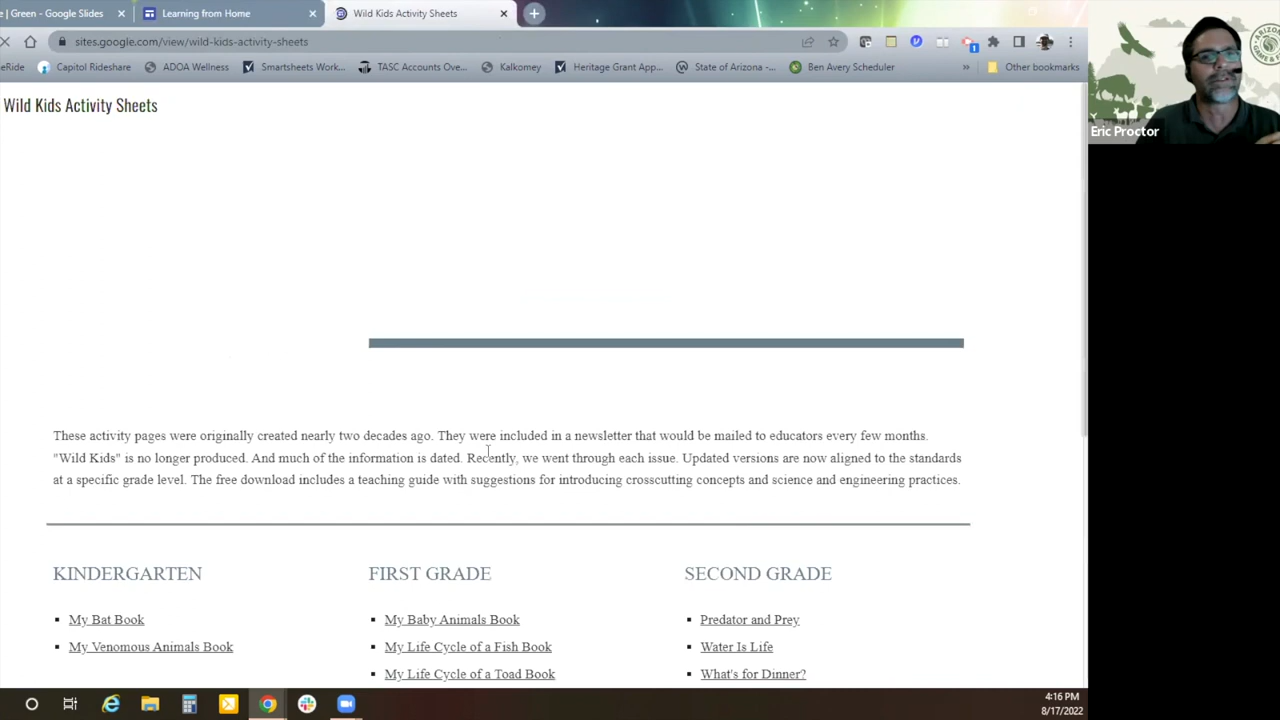 e | Green - Google Slides
Learning from Home
Wild Kids Activity Sheets
sites.google.com/view/wild-kids-activity-sheets
1
eRide
Capitol Rideshare
ADOA Wellness
Smartsheets Work...
TASC Accounts Ove...
Kalkomey
Heritage Grant App...
State of Arizona -...
Ben Avery Scheduler
»
Other bookmarks
Wild Kids Activity Sheets
Eric Proctor
These activity pages were originally created nearly two decades ago. They were included in a newsletter that would be mailed to educators every few months.
"Wild Kids" is no longer produced. And much of the information is dated. Recently, we went through each issue. Updated versions are now aligned to the standards
at a specific grade level. The free download includes a teaching guide with suggestions for introducing crosscutting concepts and science and engineering practices.
KINDERGARTEN
▪ My Bat Book
▪ My Venomous Animals Book
FIRST GRADE
▪ My Baby Animals Book
▪ My Life Cycle of a Fish Book
▪ My Life Cycle of a Toad Book
SECOND GRADE
▪ Predator and Prey
▪ Water Is Life
▪ What's for Dinner?
4:16 PM
8/17/2022